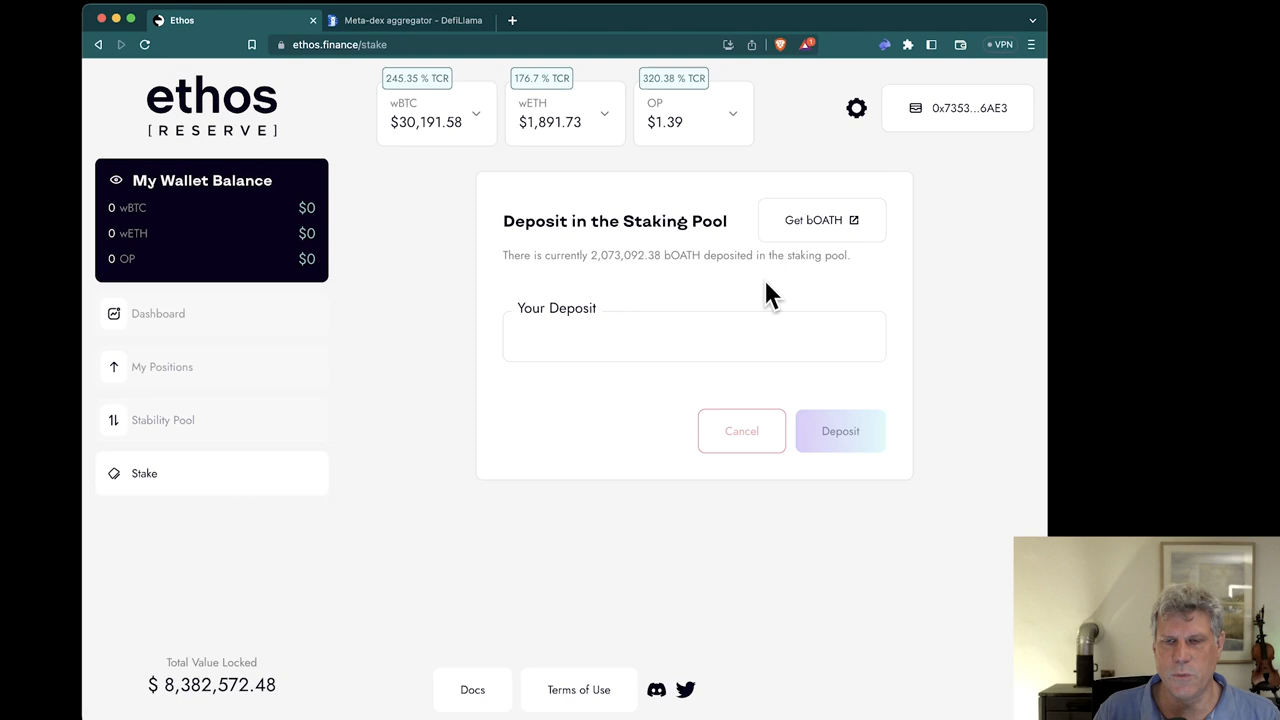 Ethos
Meta-dex aggregator - DefiLlama
ethos.finance/stake
1
VPN
ethos
[RESERVE]
245.35 % TCR
wBTC
$30,191.58
176.7 % TCR
wETH
$1,891.73
320.38 % TCR
OP
$1.39
0x7353...6AE3
My Wallet Balance
0 wBTC $0
0 wETH $0
0 OP $0
Dashboard
My Positions
Stability Pool
Stake
Deposit in the Staking Pool
Get bOATH
There is currently 2,073,092.38 bOATH deposited in the staking pool.
Your Deposit
Cancel
Deposit
Total Value Locked
$ 8,382,572.48
Docs
Terms of Use